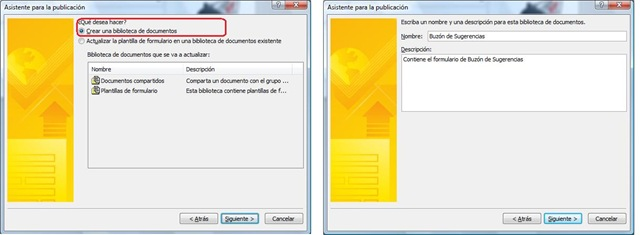 Asistente para la publicación
¿Qué desea hacer?
Crear una biblioteca de documentos
Actualizar la plantilla de formulario en una biblioteca de documentos existente
Biblioteca de documentos que se va a actualizar:
Nombre Descripción
Documentos compartidos Comparta un documento con el grupo ...
Plantillas de formulario Esta biblioteca contiene plantillas de f...
< Atrás Siguiente > Cancelar
Asistente para la publicación
Escriba un nombre y una descripción para esta biblioteca de documentos.
Nombre: Buzón de Sugerencias
Descripción:
Contiene el formulario de Buzón de Sugerencias
< Atrás Siguiente > Cancelar